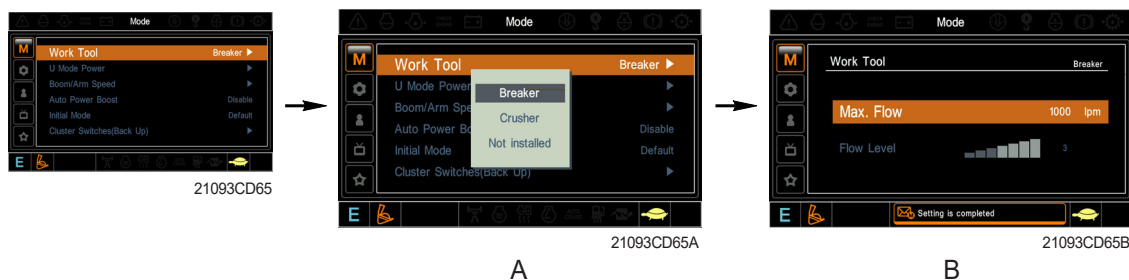 Mode
M
Work Tool Breaker ▶
U Mode Power ▶
Boom/Arm Speed ▶
Auto Power Boost Disable
Initial Mode Default
Cluster Switches(Back Up) ▶
E
21093CD65
Mode
M
Work Tool Breaker ▶
U Mode Power ▶
Boom/Arm Spe ▶
Auto Power Bo Disable
Initial Mode Default
Cluster Switches(Back Up) ▶
Breaker
Crusher
Not installed
E
21093CD65A
A
Mode
M
Work Tool Breaker
Max. Flow 1000 lpm
Flow Level 3
E
Setting is completed
21093CD65B
B